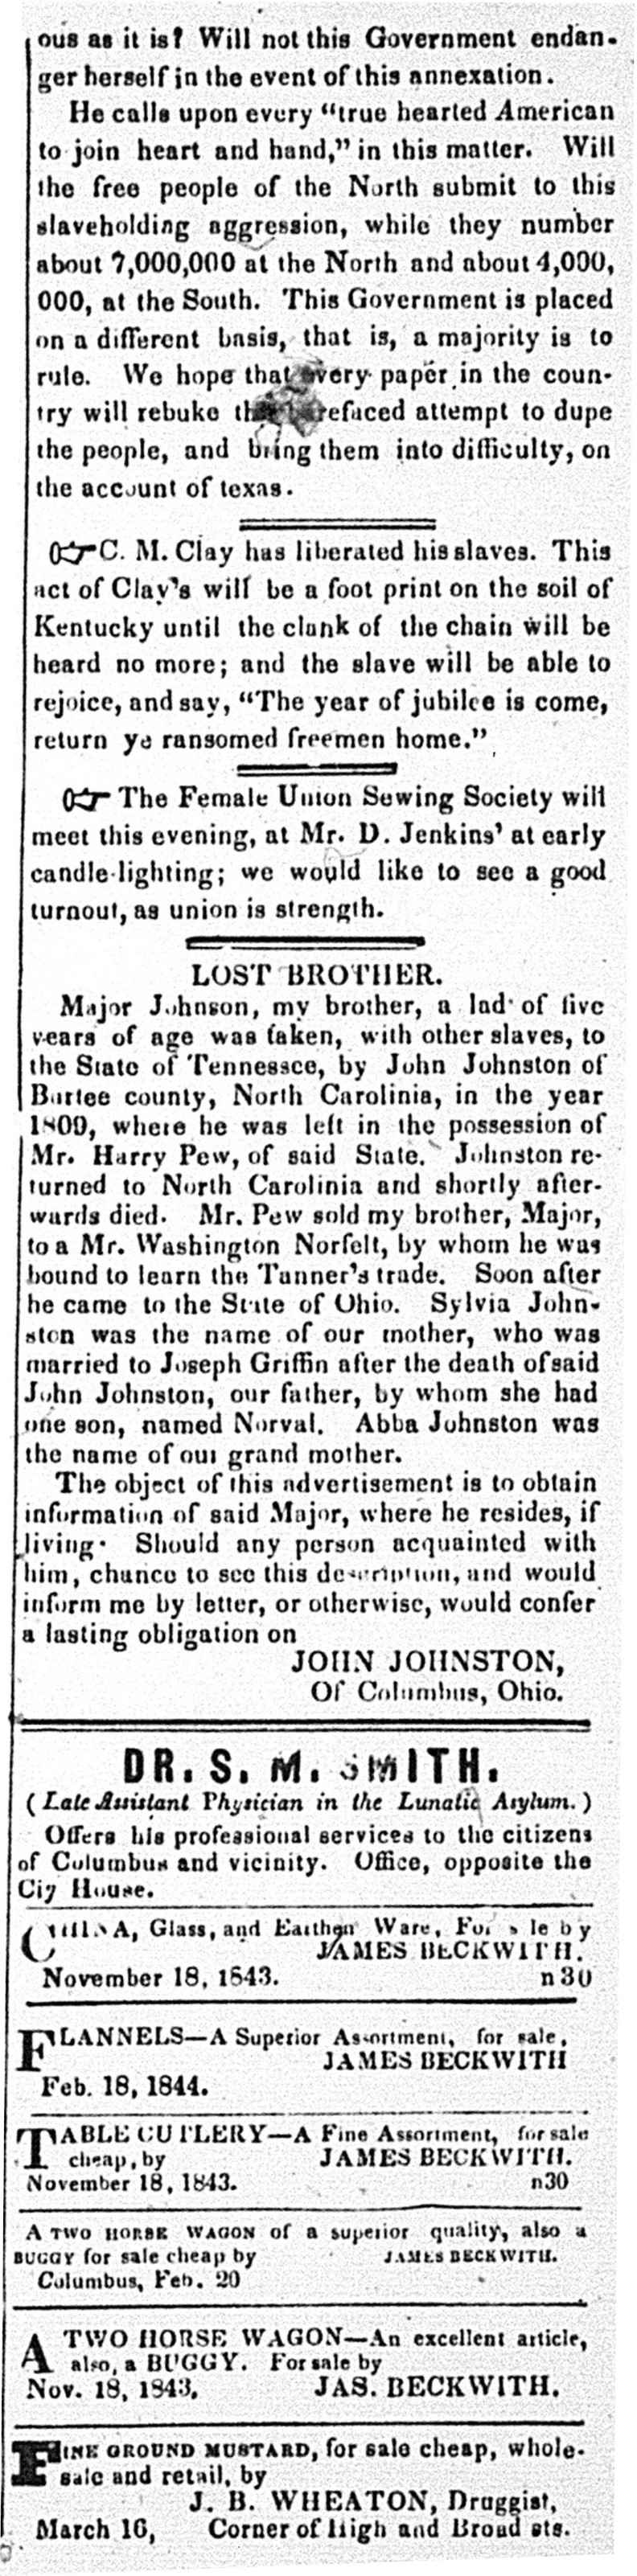 ous as it is? Will not this Government endan-
ger herself in the event of this annexation.
He calls upon every "true hearted American
to join heart and hand," in this matter. Will
the free people of the North submit to this
slaveholding aggression, while they number
about 7,000,000 at the North and about 4,000,
000, at the South. This Government is placed
on a different basis, that is, a majority is to
rule. We hope that every paper in the coun-
try will rebuke attempt to dupe
the people, and bring them into difficulty, on
the account of texas.
C. M. Clay has liberated his slaves. This
act of Clay's will be a foot print on the soil of
Kentucky until the clank of the chain will be
heard no more; and the slave will be able to
rejoice, and say, "The year of jubilee is come,
return ye ransomed freemen home."
The Female Union Sewing Society will
meet this evening, at Mr. D. Jenkins' at early
candle-lighting; we would like to see a good
turnout, as union is strength.
LOST BROTHER.
Major Johnson, my brother, a lad of five
years of age was taken, with other slaves, to
the State of Tennessee, by John Johnston of
Bartee county, North Carolinia, in the year
1809, where he was left in the possession of
Mr. Harry Pew, of said State. Johnston re-
turned to North Carolinia and shortly after-
wards died. Mr. Pew sold my brother, Major,
to a Mr. Washington Norfelt, by whom he was
bound to learn the Tanner's trade. Soon after
he came to the State of Ohio. Sylvia John-
ston was the name of our mother, who was
married to Joseph Griffin after the death of said
John Johnston, our father, by whom she had
one son, named Norval. Abba Johnston was
the name of our grand mother.
The object of this advertisement is to obtain
information of said Major, where he resides, if
living. Should any person acquainted with
him, chance to see this description, and would
inform me by letter, or otherwise, would confer
a lasting obligation on
JOHN JOHNSTON,
Of Columbus, Ohio.
DR. S. M. SMITH.
(Late Assistant Physician in the Lunatic Asylum.)
Offers his professional services to the citizens
of Columbus and vicinity. Office, opposite the
Ciy House.
CHINA, Glass, and Earthen Ware, For sale by
JAMES BECKWITH.
November 18, 1843. n30
FLANNELS—A Superior Assortment, for sale,
JAMES BECKWITH
Feb. 18, 1844.
TABLE CUTLERY—A Fine Assortment, for sale
cheap, by JAMES BECKWITH.
November 18, 1843. n30
A TWO HORSE WAGON of a superior quality, also a
BUGGY for sale cheap by JAMES BECKWITH.
Columbus, Feb. 20
A TWO HORSE WAGON—An excellent article,
also, a BUGGY. For sale by
Nov. 18, 1843. JAS. BECKWITH.
FINE GROUND MUSTARD, for sale cheap, whole-
sale and retail, by
J. B. WHEATON, Druggist,
March 16, Corner of High and Broad sts.